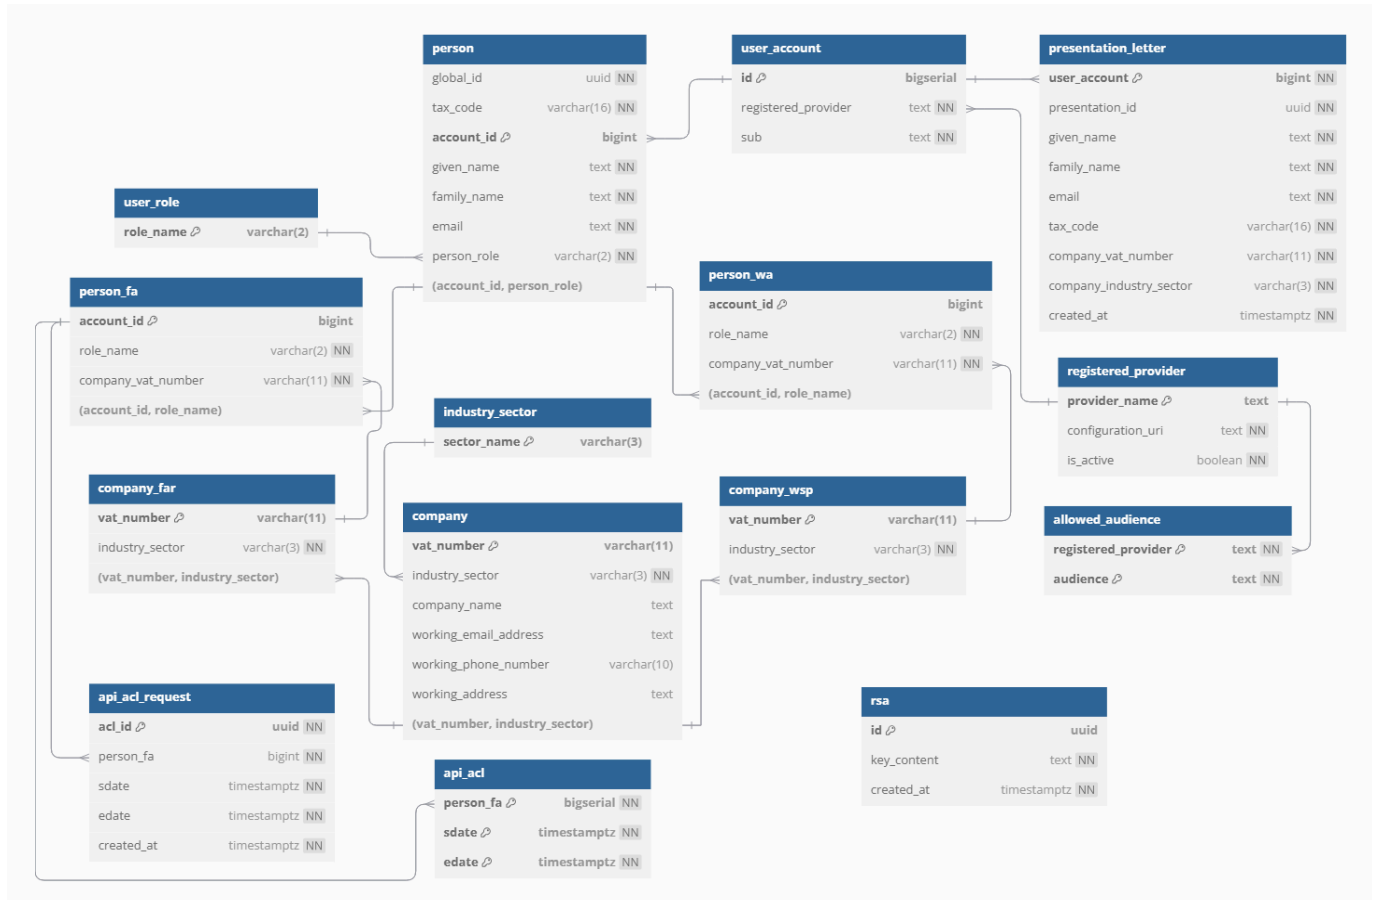 person
global_id uuid NN
tax_code varchar(16) NN
account_id bigint
given_name text NN
family_name text NN
email text NN
person_role varchar(2) NN
(account_id, person_role)
user_account
id bigserial
registered_provider text NN
sub text NN
presentation_letter
user_account bigint NN
presentation_id uuid NN
given_name text NN
family_name text NN
email text NN
tax_code varchar(16) NN
company_vat_number varchar(11) NN
company_industry_sector varchar(3) NN
created_at timestamptz NN
user_role
role_name varchar(2)
person_fa
account_id bigint
role_name varchar(2) NN
company_vat_number varchar(11) NN
(account_id, role_name)
person_wa
account_id bigint
role_name varchar(2) NN
company_vat_number varchar(11) NN
(account_id, role_name)
registered_provider
provider_name text
configuration_uri text NN
is_active boolean NN
industry_sector
sector_name varchar(3)
company_far
vat_number varchar(11)
industry_sector varchar(3) NN
(vat_number, industry_sector)
company
vat_number varchar(11)
industry_sector varchar(3) NN
company_name text
working_email_address text
working_phone_number varchar(10)
working_address text
(vat_number, industry_sector)
company_wsp
vat_number varchar(11)
industry_sector varchar(3) NN
(vat_number, industry_sector)
allowed_audience
registered_provider text NN
audience text NN
api_acl_request
acl_id uuid NN
person_fa bigint NN
sdate timestamptz NN
edate timestamptz NN
created_at timestamptz NN
api_acl
person_fa bigserial NN
sdate timestamptz NN
edate timestamptz NN
rsa
id uuid
key_content text NN
created_at timestamptz NN